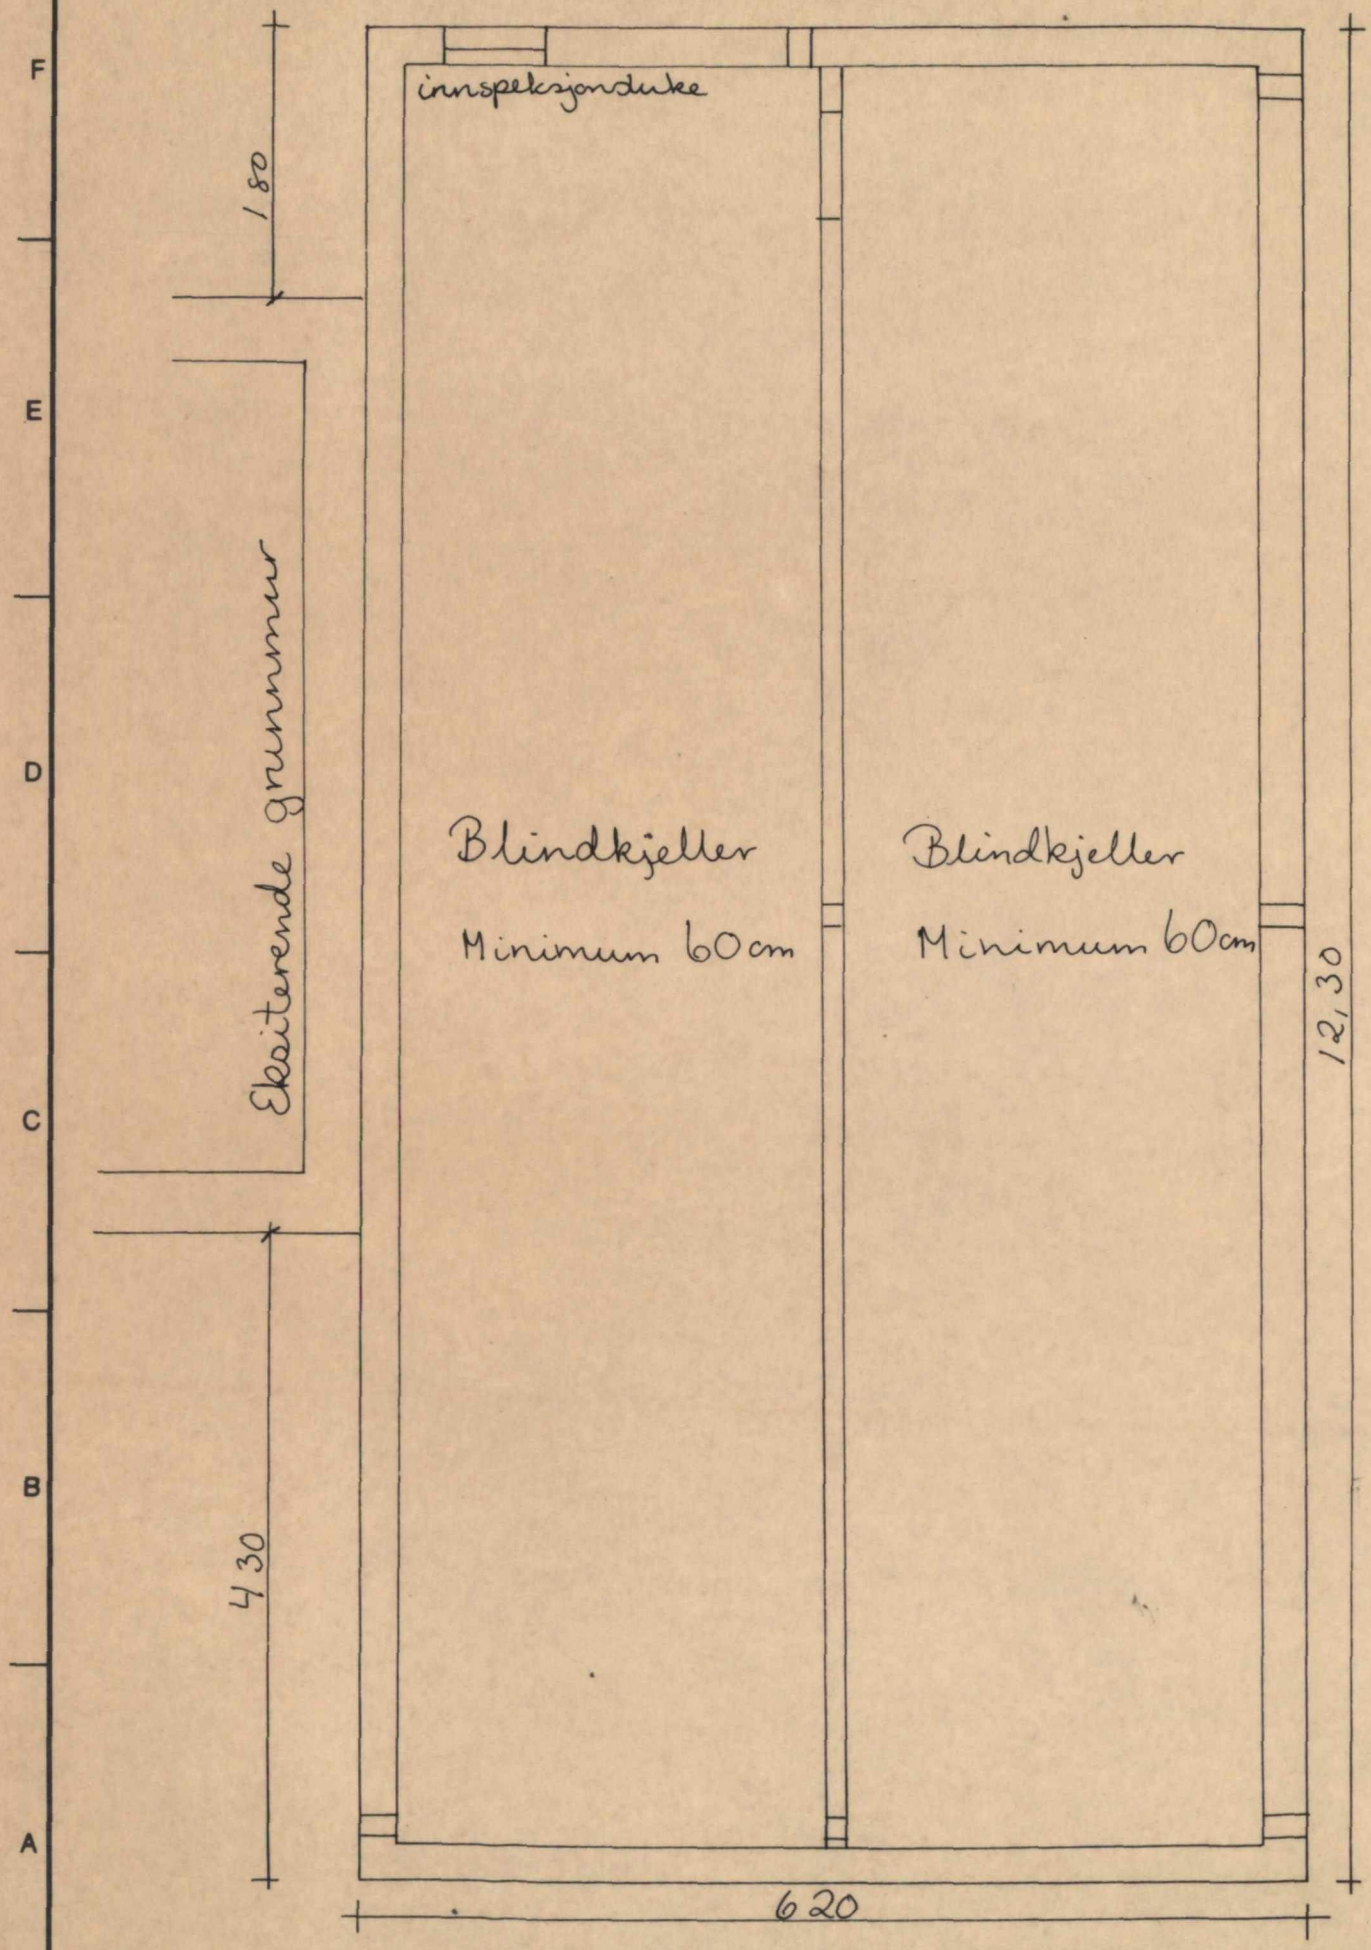 F
innspeksjonsluke
180
E
Eksiterende grunnmur
D
Blindkjeller
Minimum 60cm
Blindkjeller
Minimum 60cm
12,30
C
B
430
A
620